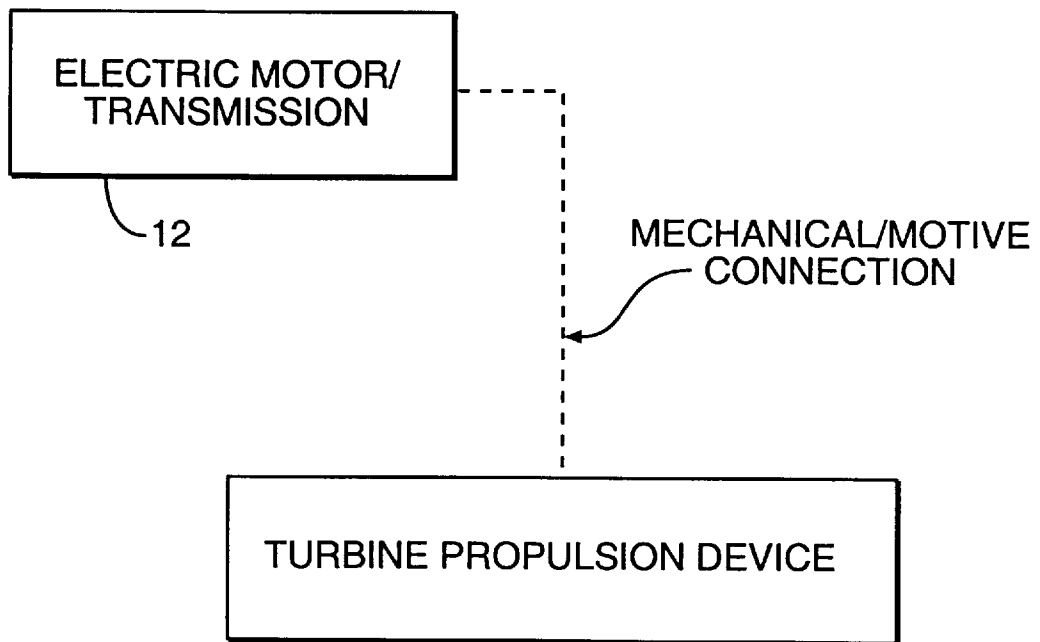 ELECTRIC MOTOR/
TRANSMISSION
12
MECHANICAL/MOTIVE
CONNECTION
TURBINE PROPULSION DEVICE